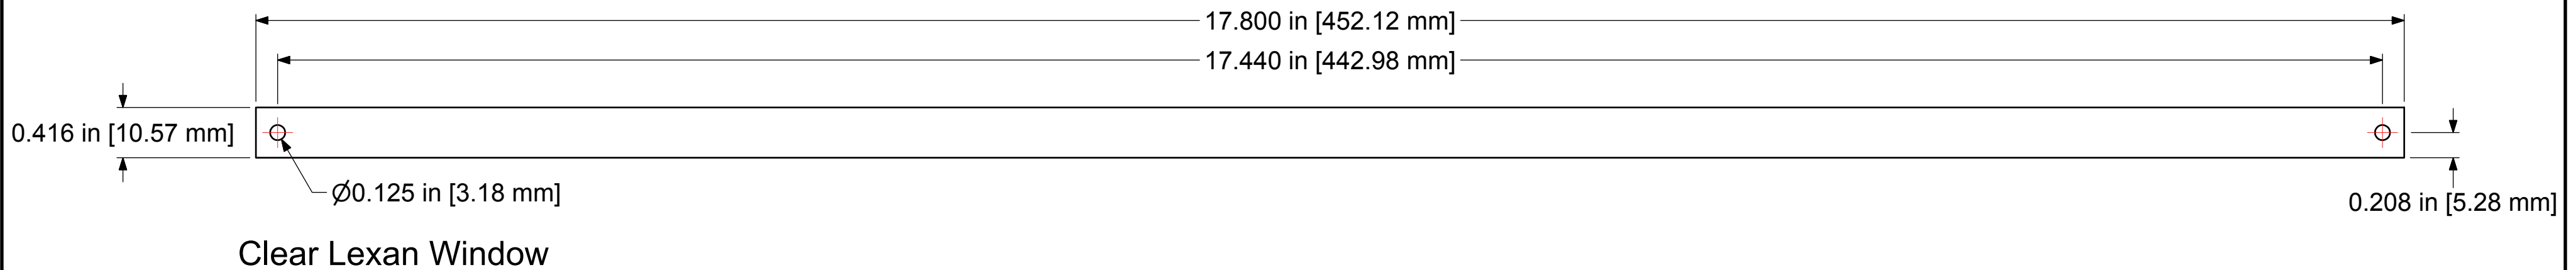 17.800 in [452.12 mm]
17.440 in [442.98 mm]
0.416 in [10.57 mm]
Ø0.125 in [3.18 mm]
0.208 in [5.28 mm]
Clear Lexan Window